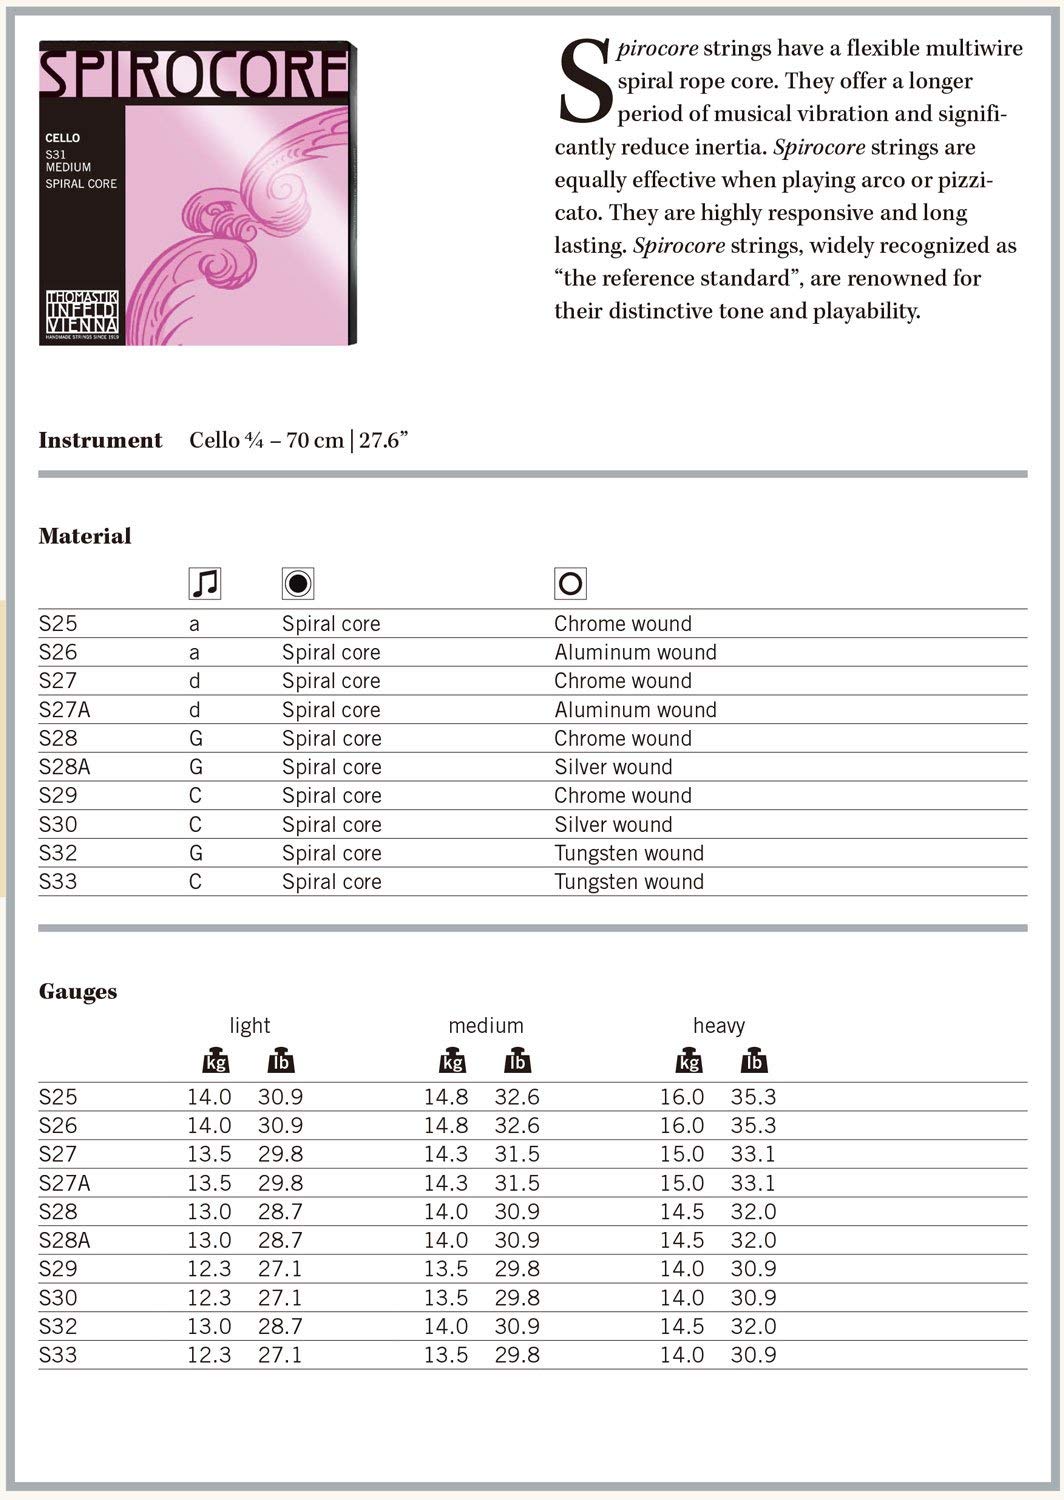 SPIROCORE
CELLO
S31
MEDIUM
SPIRAL CORE
THOMASTIK
INFELD
VIENNA
HANDMADE STRINGS SINCE 1919
Spirocore strings have a flexible multiwire
spiral rope core. They offer a longer
period of musical vibration and signifi-
cantly reduce inertia. Spirocore strings are
equally effective when playing arco or pizzi-
cato. They are highly responsive and long
lasting. Spirocore strings, widely recognized as
“the reference standard”, are renowned for
their distinctive tone and playability.
Instrument Cello 4/4 – 70 cm | 27.6”
Material
S25 a Spiral core Chrome wound
S26 a Spiral core Aluminum wound
S27 d Spiral core Chrome wound
S27A d Spiral core Aluminum wound
S28 G Spiral core Chrome wound
S28A G Spiral core Silver wound
S29 C Spiral core Chrome wound
S30 C Spiral core Silver wound
S32 G Spiral core Tungsten wound
S33 C Spiral core Tungsten wound
Gauges
light medium heavy
kg lb kg lb kg lb
S25 14.0 30.9 14.8 32.6 16.0 35.3
S26 14.0 30.9 14.8 32.6 16.0 35.3
S27 13.5 29.8 14.3 31.5 15.0 33.1
S27A 13.5 29.8 14.3 31.5 15.0 33.1
S28 13.0 28.7 14.0 30.9 14.5 32.0
S28A 13.0 28.7 14.0 30.9 14.5 32.0
S29 12.3 27.1 13.5 29.8 14.0 30.9
S30 12.3 27.1 13.5 29.8 14.0 30.9
S32 13.0 28.7 14.0 30.9 14.5 32.0
S33 12.3 27.1 13.5 29.8 14.0 30.9